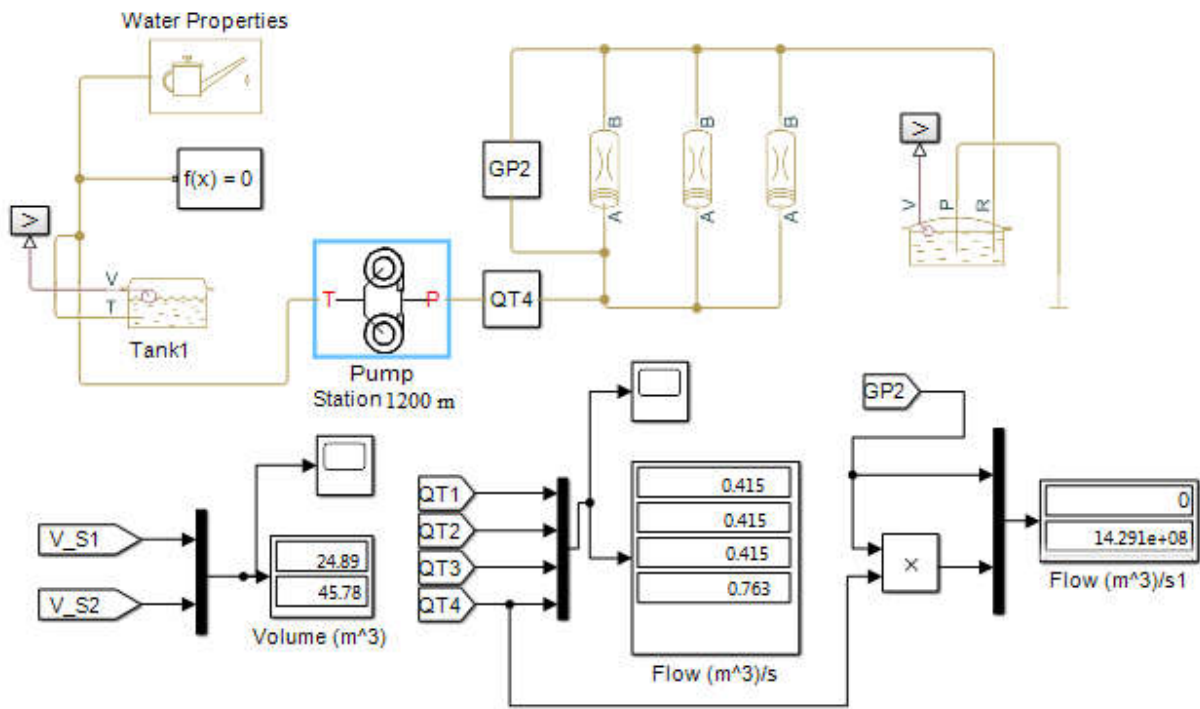 Water Properties
f(x) = 0
>
V
T
Tank1
T
P
Pump
Station 1200 m
GP2
QT4
B
B
B
A
A
A
>
V
P
R
V_S1
V_S2
24.89
45.78
Volume (m^3)
QT1
QT2
QT3
QT4
0.415
0.415
0.415
0.763
Flow (m^3)/s
GP2
×
0
14.291e+08
Flow (m^3)/s1